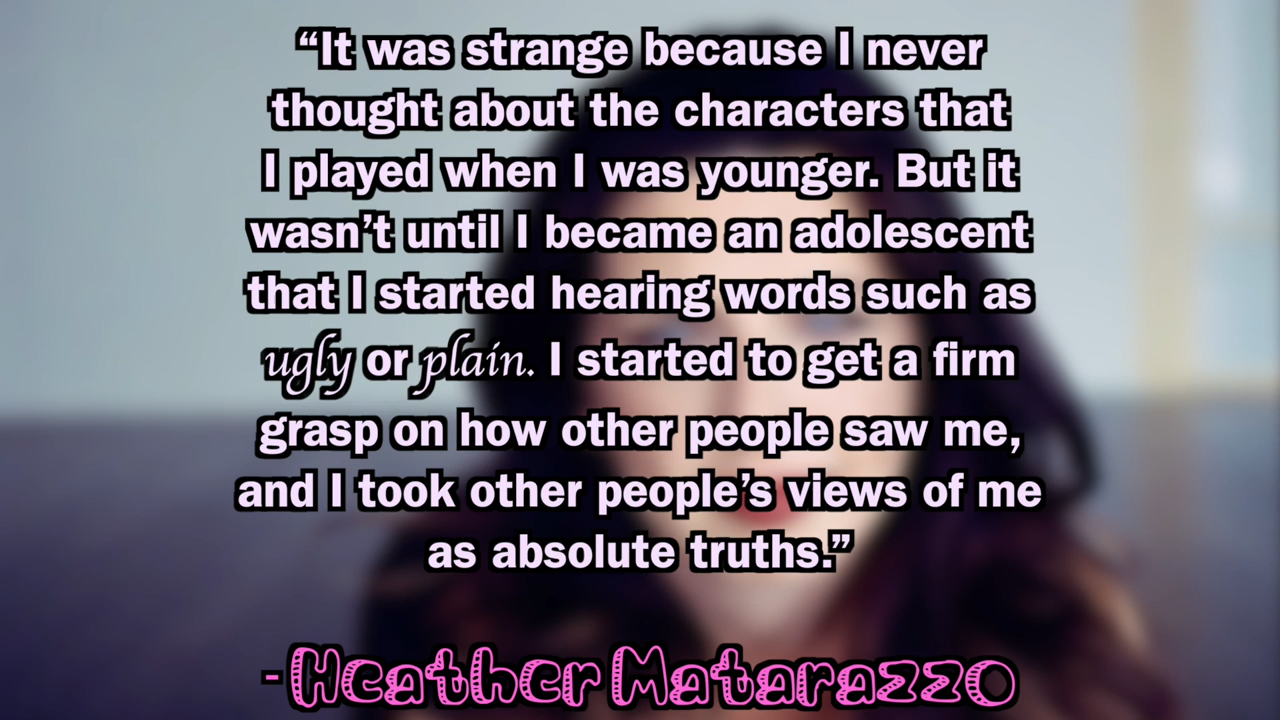 “It was strange because I never
thought about the characters that
I played when I was younger. But it
wasn’t until I became an adolescent
that I started hearing words such as
ugly or plain. I started to get a firm
grasp on how other people saw me,
and I took other people’s views of me
as absolute truths.”
- Heather Matarazzo